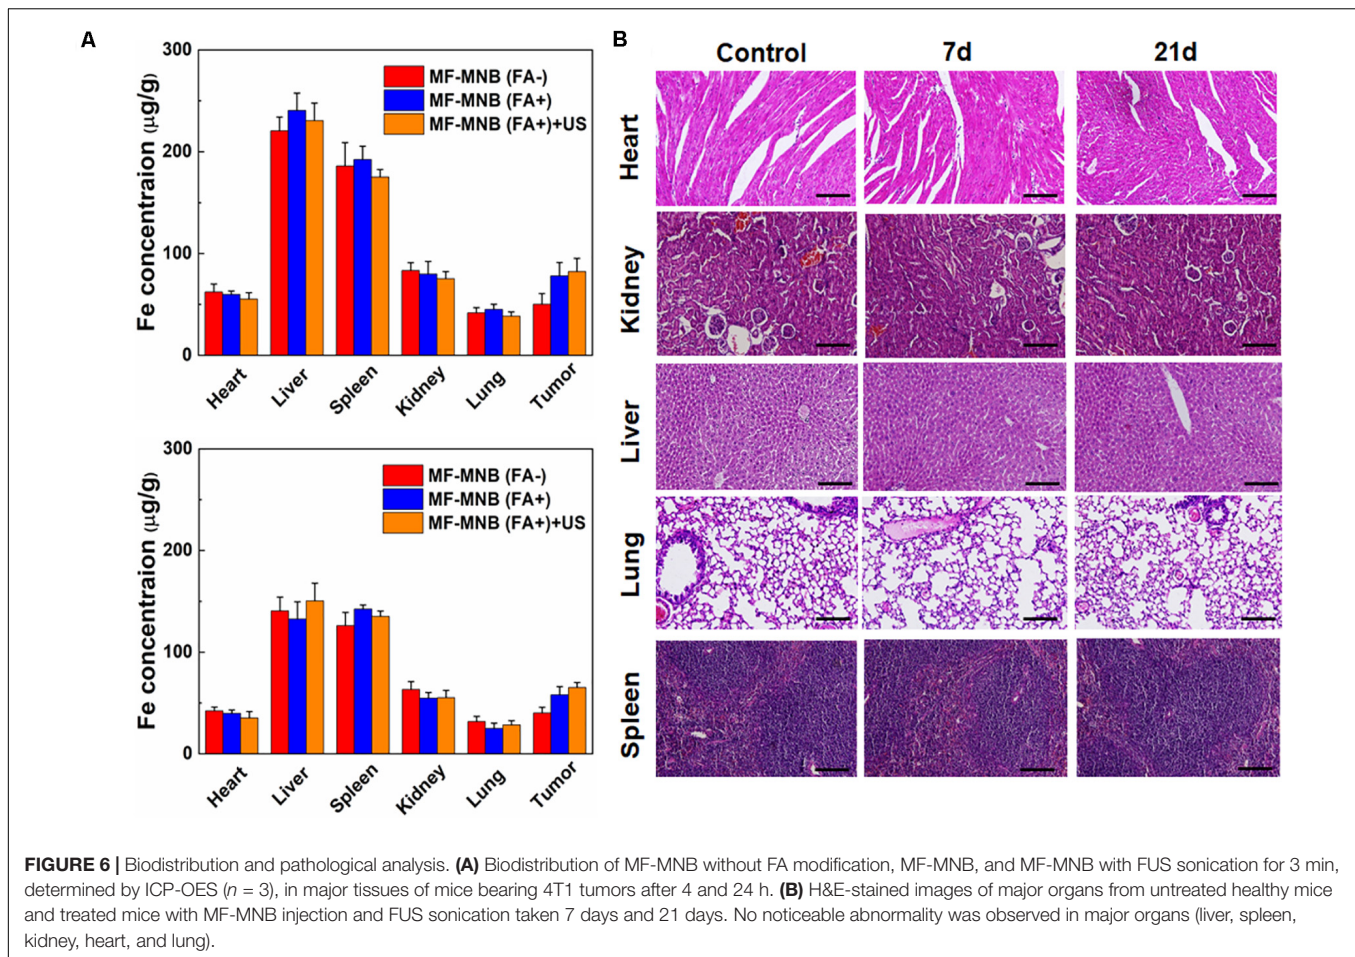 A
300
200
100
0
Fe concentraion (µg/g)
MF-MNB (FA-)
MF-MNB (FA+)
MF-MNB (FA+)+US
Heart
Liver
Spleen
Kidney
Lung
Tumor
300
200
100
0
Fe concentraion (µg/g)
MF-MNB (FA-)
MF-MNB (FA+)
MF-MNB (FA+)+US
Heart
Liver
Spleen
Kidney
Lung
Tumor
B
Control 7d 21d
Heart
Kidney
Liver
Lung
Spleen
FIGURE 6 | Biodistribution and pathological analysis. (A) Biodistribution of MF-MNB without FA modification, MF-MNB, and MF-MNB with FUS sonication for 3 min,
determined by ICP-OES (n = 3), in major tissues of mice bearing 4T1 tumors after 4 and 24 h. (B) H&E-stained images of major organs from untreated healthy mice
and treated mice with MF-MNB injection and FUS sonication taken 7 days and 21 days. No noticeable abnormality was observed in major organs (liver, spleen,
kidney, heart, and lung).